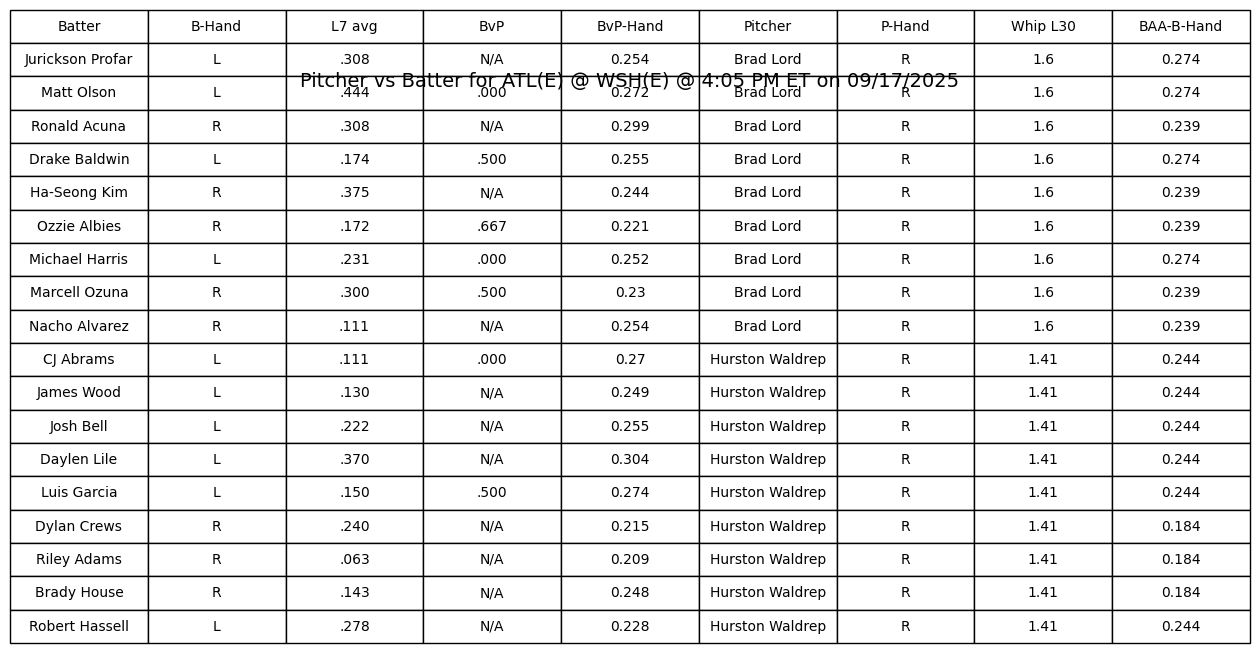 Batter B-Hand L7 avg BvP BvP-Hand Pitcher P-Hand Whip L30 BAA-B-Hand
Jurickson Profar L .308 N/A 0.254 Brad Lord R 1.6 0.274
Pitcher vs Batter for ATL(E) @ WSH(E) @ 4:05 PM ET on 09/17/2025
Matt Olson L .444 .000 0.272 Brad Lord R 1.6 0.274
Ronald Acuna R .308 N/A 0.299 Brad Lord R 1.6 0.239
Drake Baldwin L .174 .500 0.255 Brad Lord R 1.6 0.274
Ha-Seong Kim R .375 N/A 0.244 Brad Lord R 1.6 0.239
Ozzie Albies R .172 .667 0.221 Brad Lord R 1.6 0.239
Michael Harris L .231 .000 0.252 Brad Lord R 1.6 0.274
Marcell Ozuna R .300 .500 0.23 Brad Lord R 1.6 0.239
Nacho Alvarez R .111 N/A 0.254 Brad Lord R 1.6 0.239
CJ Abrams L .111 .000 0.27 Hurston Waldrep R 1.41 0.244
James Wood L .130 N/A 0.249 Hurston Waldrep R 1.41 0.244
Josh Bell L .222 N/A 0.255 Hurston Waldrep R 1.41 0.244
Daylen Lile L .370 N/A 0.304 Hurston Waldrep R 1.41 0.244
Luis Garcia L .150 .500 0.274 Hurston Waldrep R 1.41 0.244
Dylan Crews R .240 N/A 0.215 Hurston Waldrep R 1.41 0.184
Riley Adams R .063 N/A 0.209 Hurston Waldrep R 1.41 0.184
Brady House R .143 N/A 0.248 Hurston Waldrep R 1.41 0.184
Robert Hassell L .278 N/A 0.228 Hurston Waldrep R 1.41 0.244